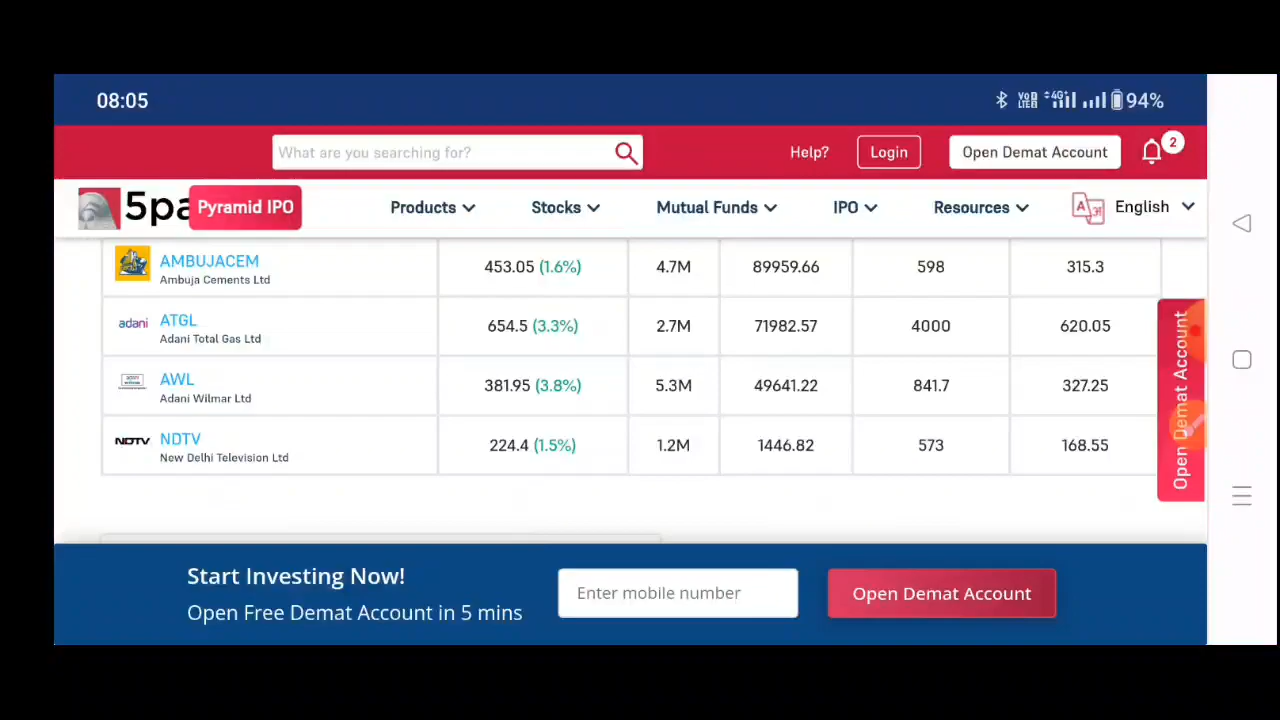 08:05
VoD LTEB 4G+ 94%
What are you searching for?
Help?
Login
Open Demat Account
2
5pa
Pyramid IPO
Products
Stocks
Mutual Funds
IPO
Resources
English
AMBUJACEM
Ambuja Cements Ltd
453.05 (1.6%) 4.7M 89959.66 598 315.3
adani
ATGL
Adani Total Gas Ltd
654.5 (3.3%) 2.7M 71982.57 4000 620.05
AWL
Adani Wilmar Ltd
381.95 (3.8%) 5.3M 49641.22 841.7 327.25
NDTV
NDTV
New Delhi Television Ltd
224.4 (1.5%) 1.2M 1446.82 573 168.55
Open Demat Account
Start Investing Now!
Open Free Demat Account in 5 mins
Enter mobile number
Open Demat Account